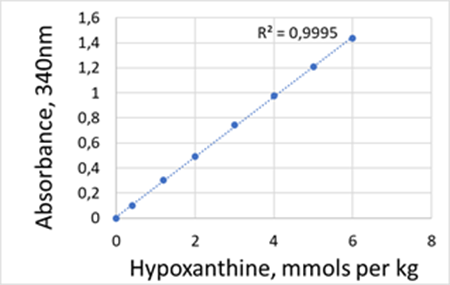 1,6
R² = 0,9995
1,4
1,2
1
0,8
0,6
0,4
0,2
0
0 2 4 6 8
Absorbance, 340nm
Hypoxanthine, mmols per kg